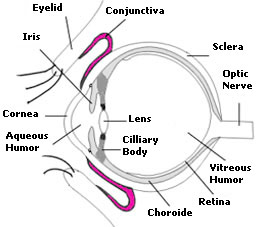 Eyelid
Conjunctiva
Iris
Sclera
Optic
Nerve
Cornea
Lens
Aqueous
Humor
Cilliary
Body
Vitreous
Humor
Retina
Choroide